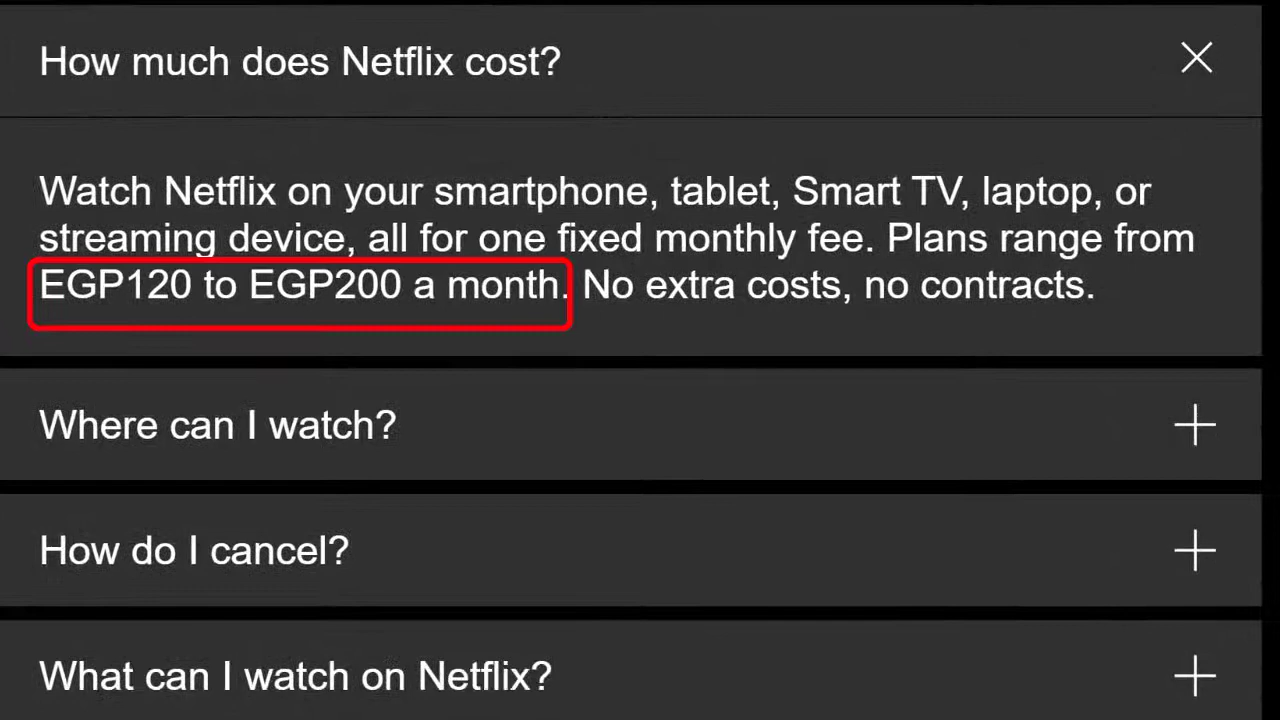 How much does Netflix cost?
Watch Netflix on your smartphone, tablet, Smart TV, laptop, or
streaming device, all for one fixed monthly fee. Plans range from
EGP120 to EGP200 a month. No extra costs, no contracts.
Where can I watch?
How do I cancel?
What can I watch on Netflix?